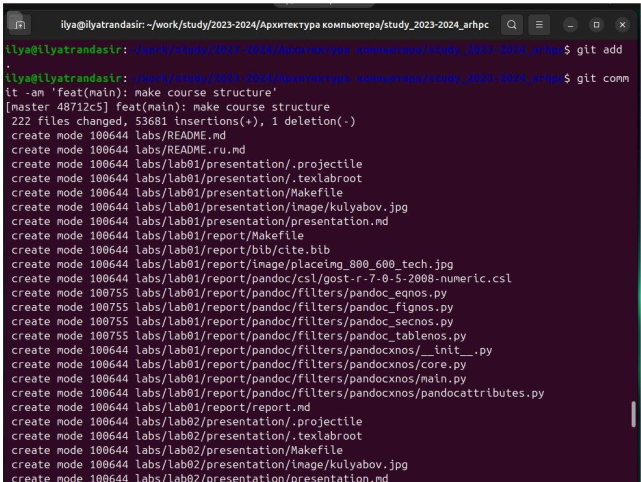 ilya@ilyatrandasir: ~/work/study/2023-2024/Архитектура компьютера/study_2023-2024_arhpc
ilya@ilyatrandasir:~/work/study/2023-2024/Архитектура компьютера/study_2023-2024_arhpc$ git add
.
ilya@ilyatrandasir:~/work/study/2023-2024/Архитектура компьютера/study_2023-2024_arhpc$ git comm
it -am 'feat(main): make course structure'
[master 48712c5] feat(main): make course structure
222 files changed, 53681 insertions(+), 1 deletion(-)
create mode 100644 labs/README.md
create mode 100644 labs/README.ru.md
create mode 100644 labs/lab01/presentation/.projectile
create mode 100644 labs/lab01/presentation/.texlabroot
create mode 100644 labs/lab01/presentation/Makefile
create mode 100644 labs/lab01/presentation/image/kulyabov.jpg
create mode 100644 labs/lab01/presentation/presentation.md
create mode 100644 labs/lab01/report/Makefile
create mode 100644 labs/lab01/report/bib/cite.bib
create mode 100644 labs/lab01/report/image/placeimg_800_600_tech.jpg
create mode 100644 labs/lab01/report/pandoc/csl/gost-r-7-0-5-2008-numeric.csl
create mode 100755 labs/lab01/report/pandoc/filters/pandoc_eqnos.py
create mode 100755 labs/lab01/report/pandoc/filters/pandoc_fignos.py
create mode 100755 labs/lab01/report/pandoc/filters/pandoc_secnos.py
create mode 100755 labs/lab01/report/pandoc/filters/pandoc_tablenos.py
create mode 100644 labs/lab01/report/pandoc/filters/pandocxnos/__init__.py
create mode 100644 labs/lab01/report/pandoc/filters/pandocxnos/core.py
create mode 100644 labs/lab01/report/pandoc/filters/pandocxnos/main.py
create mode 100644 labs/lab01/report/pandoc/filters/pandocxnos/pandocattributes.py
create mode 100644 labs/lab01/report/report.md
create mode 100644 labs/lab02/presentation/.projectile
create mode 100644 labs/lab02/presentation/.texlabroot
create mode 100644 labs/lab02/presentation/Makefile
create mode 100644 labs/lab02/presentation/image/kulyabov.jpg
create mode 100644 labs/lab02/presentation/presentation.md